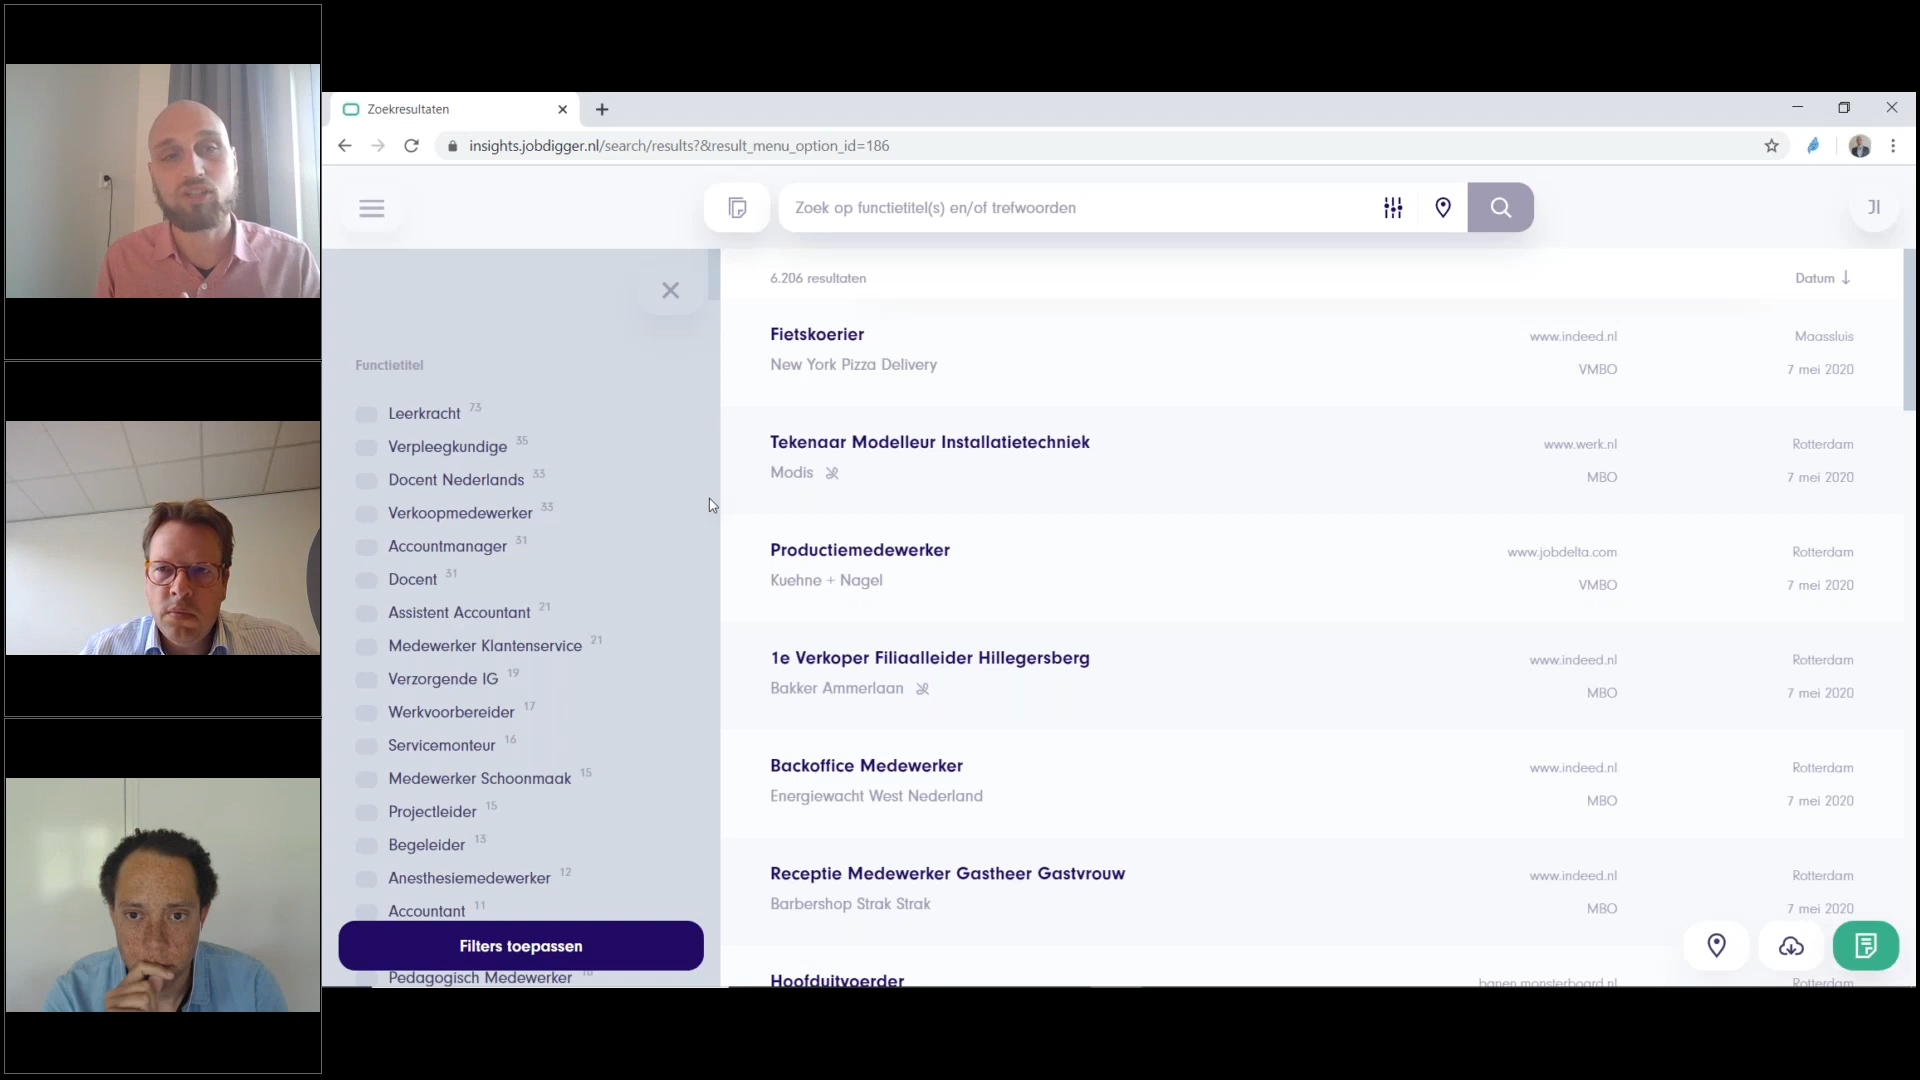 Zoekresultaten
insights.jobdigger.nl/search/results?&result_menu_option_id=186
Zoek op functietitel(s) en/of trefwoorden
JI
Functietitel
Leerkracht 73
Verpleegkundige 35
Docent Nederlands 33
Verkoopmedewerker 33
Accountmanager 31
Docent 31
Assistent Accountant 21
Medewerker Klantenservice 21
Verzorgende IG 19
Werkvoorbereider 17
Servicemonteur 16
Medewerker Schoonmaak 15
Projectleider 15
Begeleider 13
Anesthesiemedewerker 12
Accountant 11
Filters toepassen
Pedagogisch Medewerker
6.206 resultaten
Datum
Fietskoerier
www.indeed.nl
Maassluis
New York Pizza Delivery
VMBO
7 mei 2020
Tekenaar Modelleur Installatietechniek
www.werk.nl
Rotterdam
Modis
MBO
7 mei 2020
Productiemedewerker
www.jobdelta.com
Rotterdam
Kuehne + Nagel
VMBO
7 mei 2020
1e Verkoper Filiaalleider Hillegersberg
www.indeed.nl
Rotterdam
Bakker Ammerlaan
MBO
7 mei 2020
Backoffice Medewerker
www.indeed.nl
Rotterdam
Energiewacht West Nederland
MBO
7 mei 2020
Receptie Medewerker Gastheer Gastvrouw
www.indeed.nl
Rotterdam
Barbershop Strak Strak
MBO
7 mei 2020
Hoofduitvoerder
banen.monsterboard.nl
Rotterdam